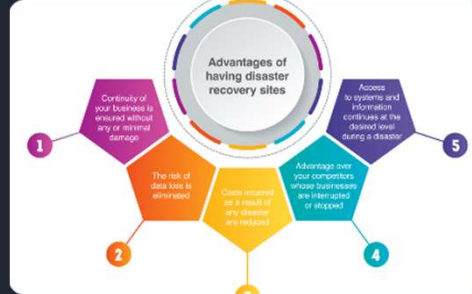 Advantages of
having disaster
recovery sites
Continuity of
your business is
ensured without
any or minimal
damage
1
The risk of
data loss is
eliminated
2
Costs incurred
as a result of
any disaster
are reduced
3
Advantage over
your competitors
whose businesses
are interrupted
or stopped
4
Access
to systems and
information
continues at the
desired level
during a disaster
5